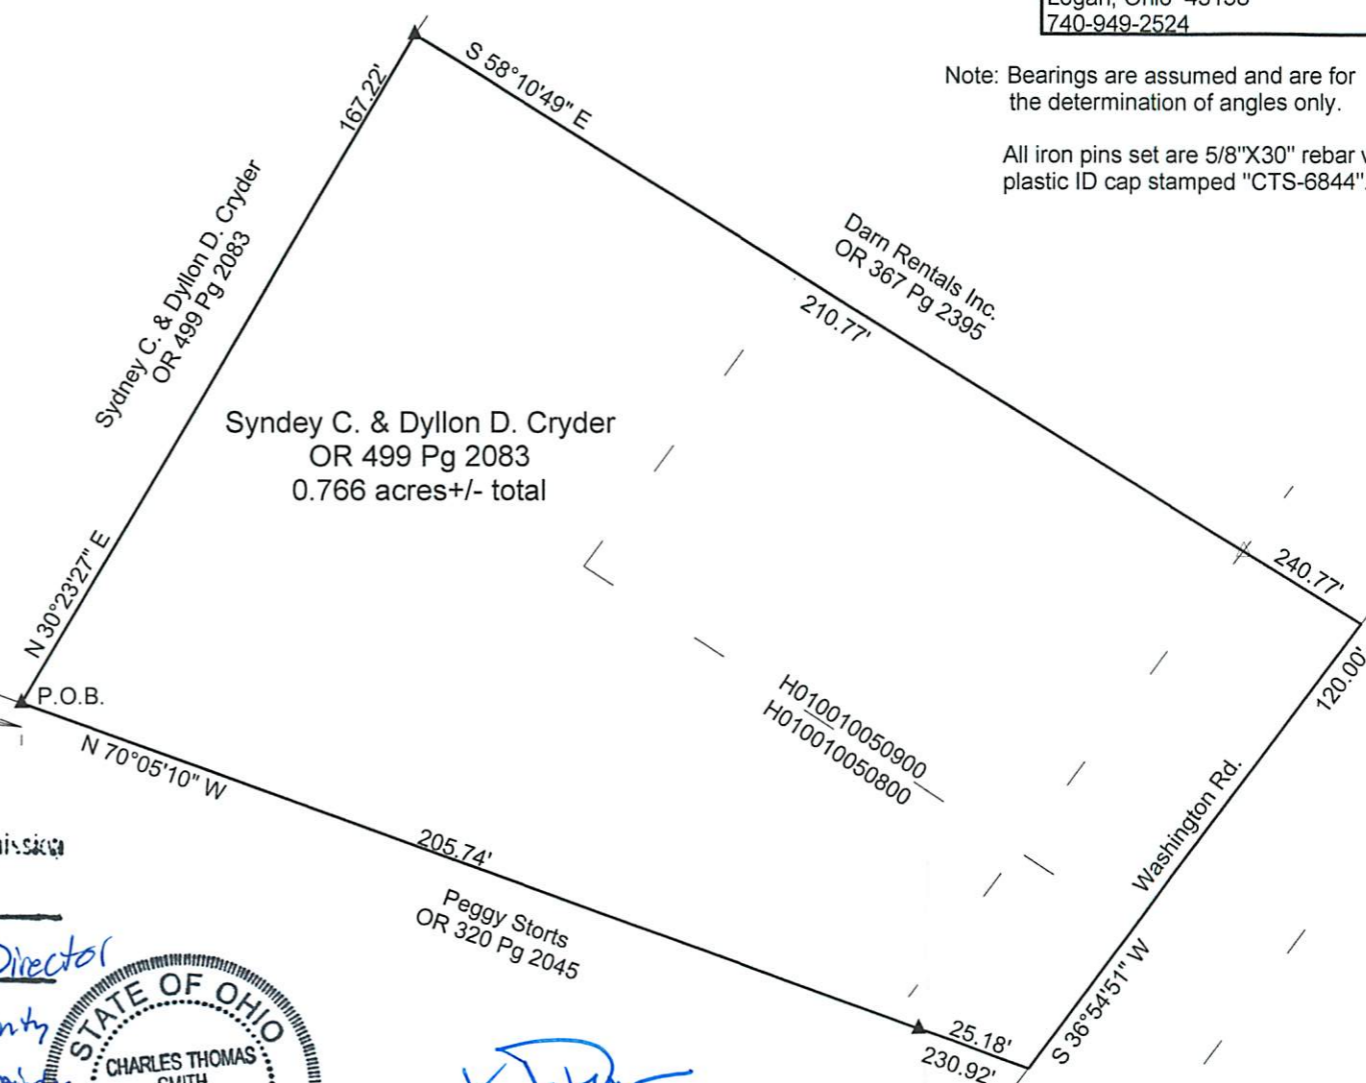 Logan, Ohio 43138
740-949-2524
Note: Bearings are assumed and are for
the determination of angles only.
All iron pins set are 5/8"X30" rebar
plastic ID cap stamped "CTS-6844".
S 58°10'49" E
167.22'
Sydney C. & Dyllon D. Cryder
OR 499 Pg 2083
Darn Rentals Inc.
OR 367 Pg 2395
210.77'
Syndey C. & Dyllon D. Cryder
OR 499 Pg 2083
0.766 acres+/- total
N 30°23'27" E
240.77'
120.00'
P.O.B.
H010010050900
H010010050800
N 70°05'10" W
Washington Rd.
205.74'
Peggy Storts
OR 320 Pg 2045
S 36°54'51" W
25.18'
230.92'
Director
STATE OF OHIO
CHARLES THOMAS
SMITH